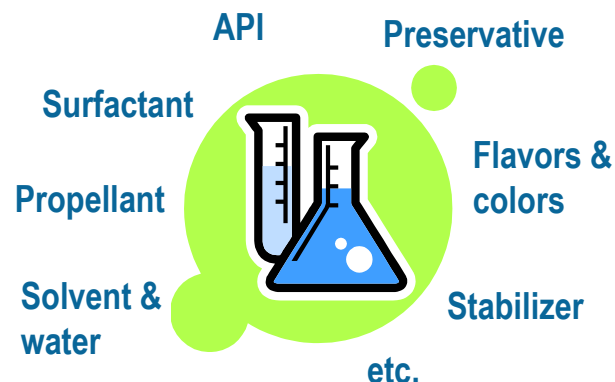 API
Preservative
Surfactant
Flavors &
colors
Propellant
Solvent &
water
Stabilizer
etc.